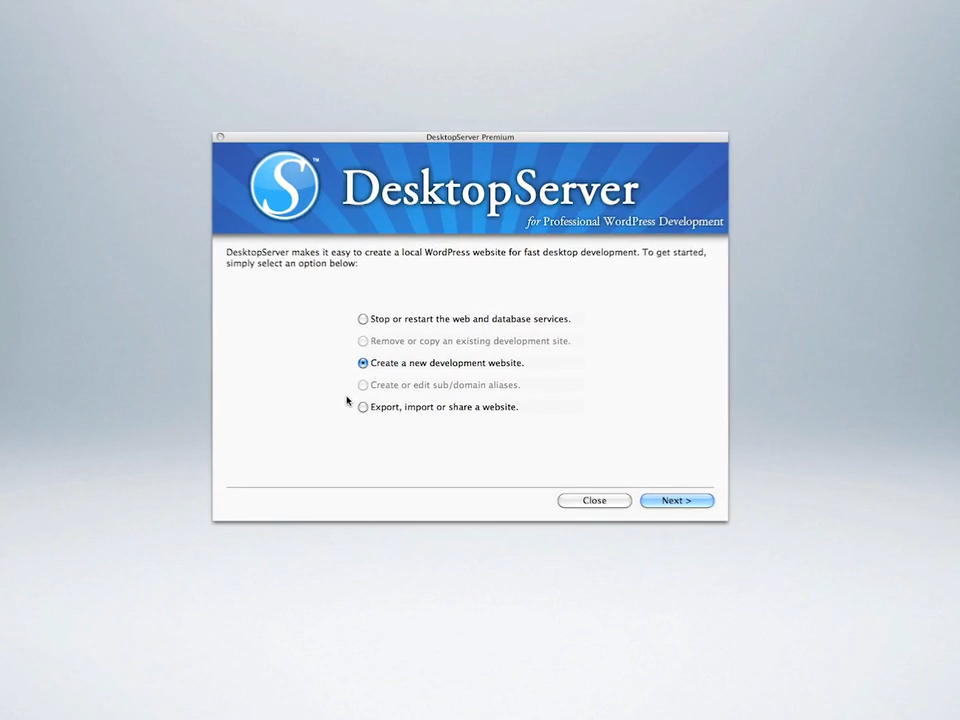 DesktopServer Premium
S™
DesktopServer
for Professional WordPress Development
DesktopServer makes it easy to create a local WordPress website for fast desktop development. To get started,
simply select an option below:
Stop or restart the web and database services.
Remove or copy an existing development site.
Create a new development website.
Create or edit sub/domain aliases.
Export, import or share a website.
Close
Next >